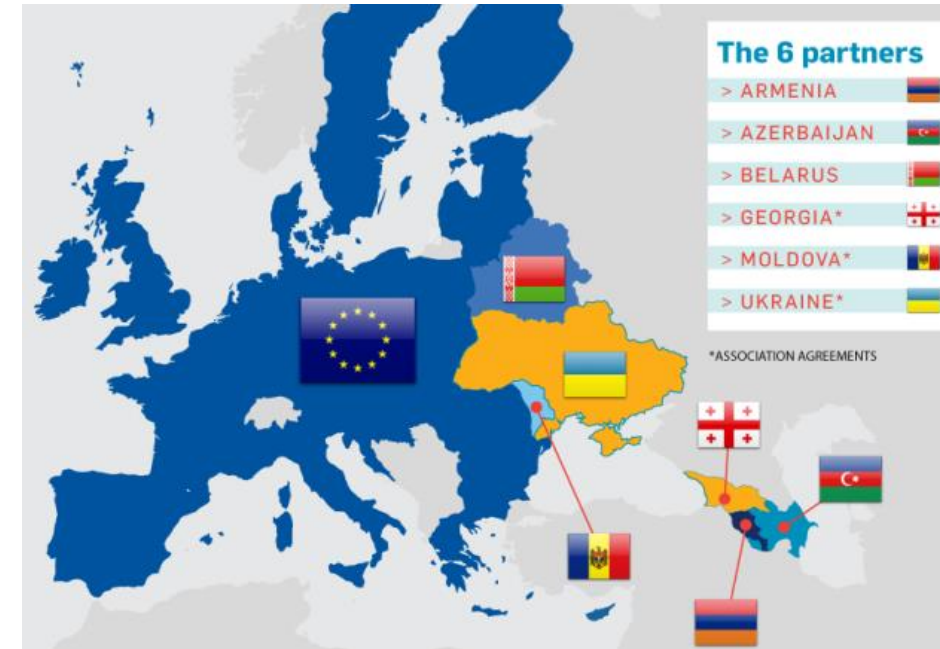 The 6 partners
> ARMENIA
> AZERBAIJAN
> BELARUS
> GEORGIA*
> MOLDOVA*
> UKRAINE*
*ASSOCIATION AGREEMENTS